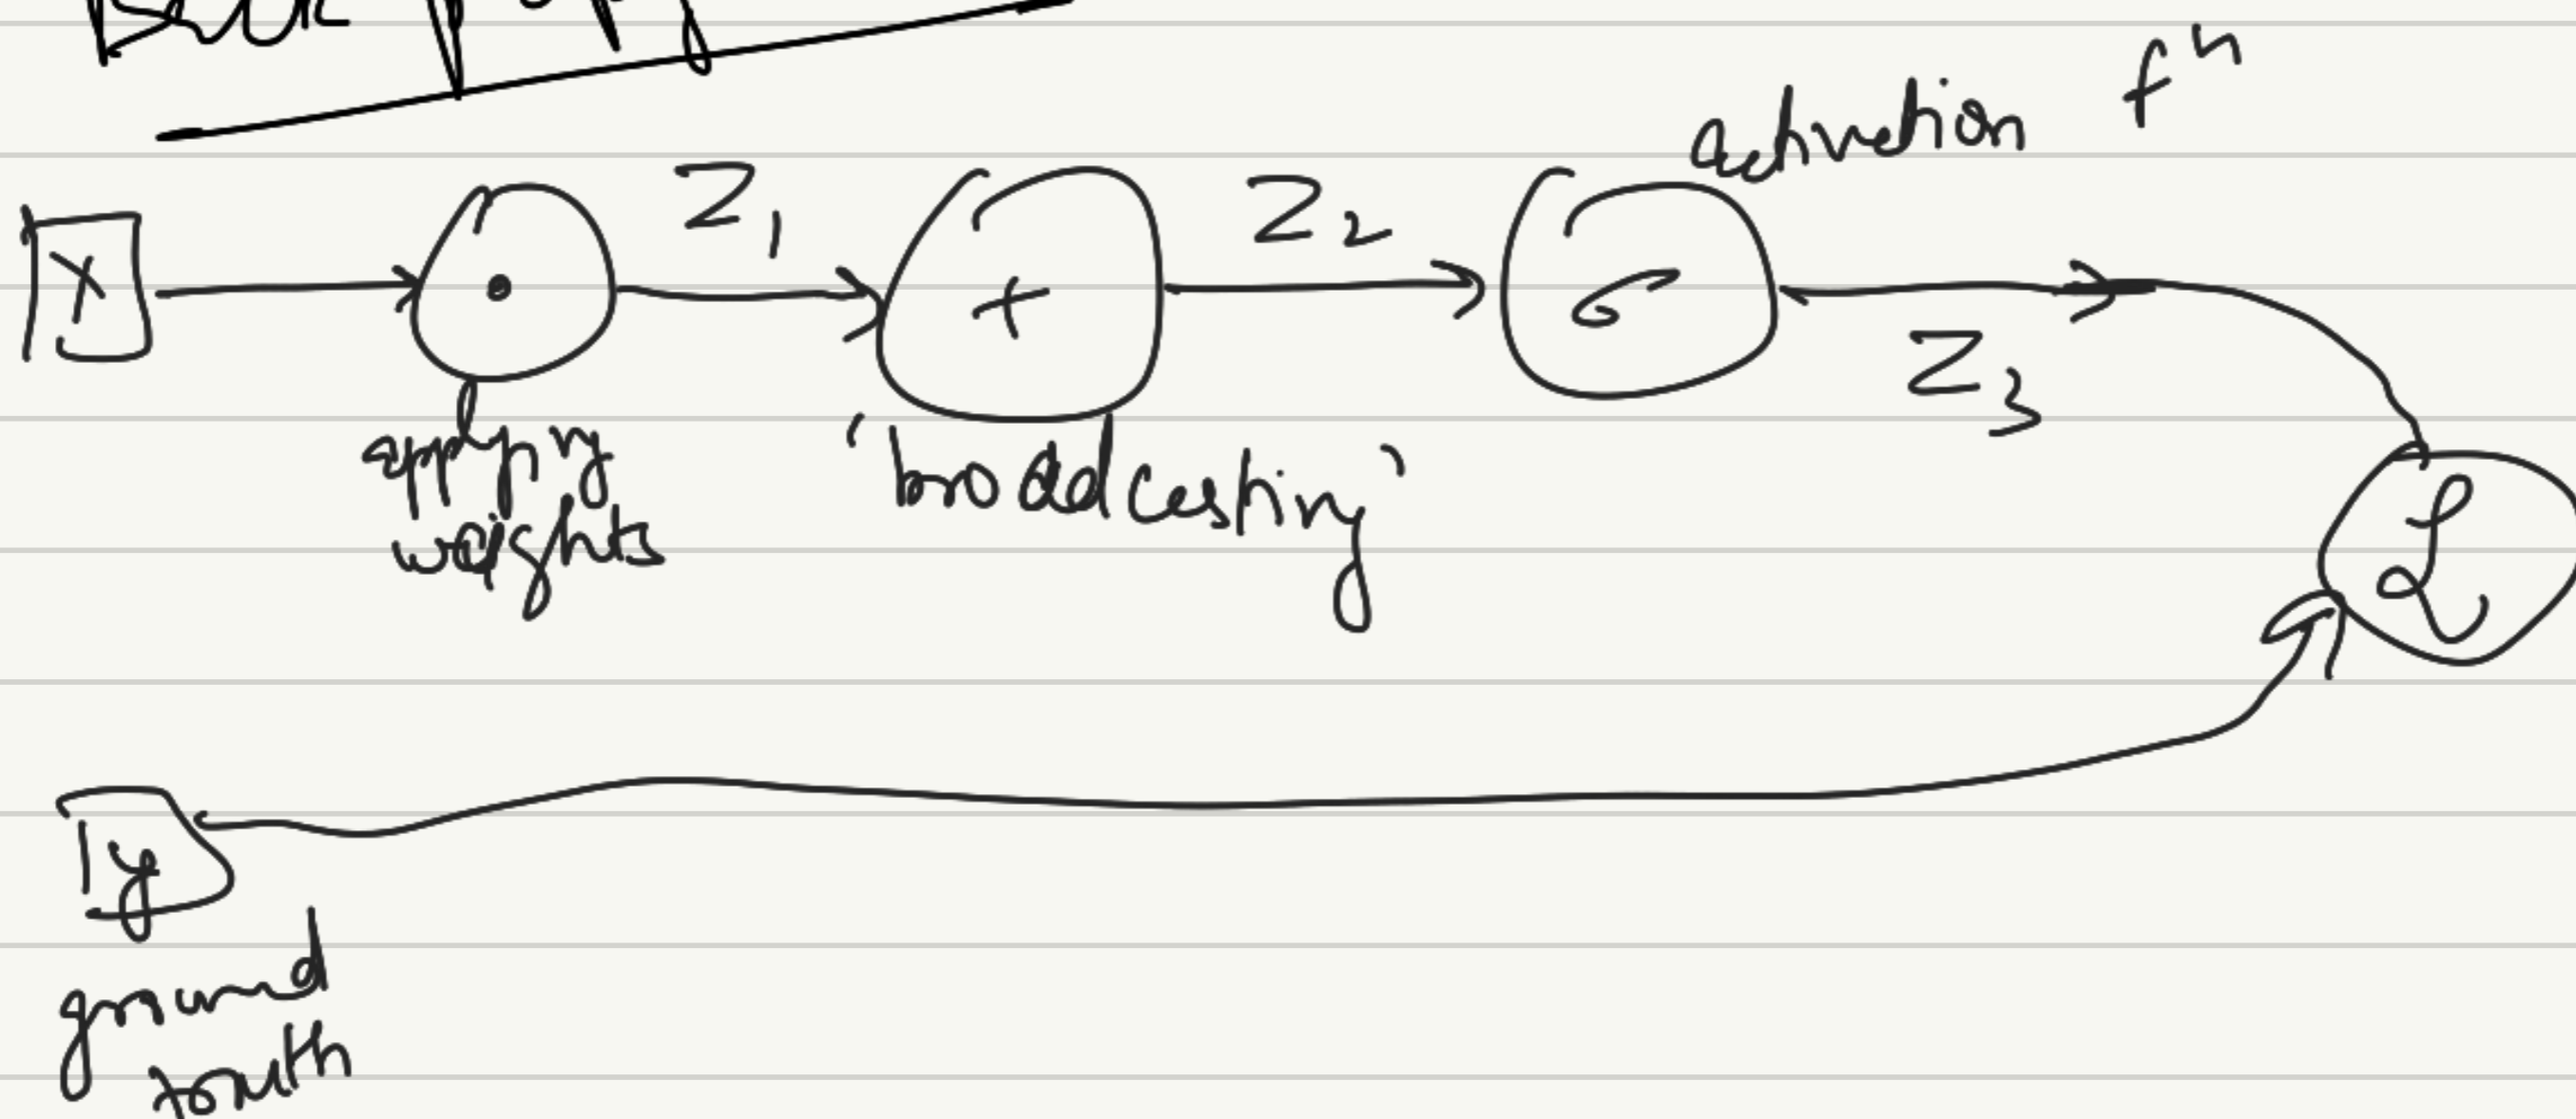 activation fⁿ
X • Z₁ + Z₂ σ Z₃
applying
weights
'broadcasting'
L
y
ground
truth